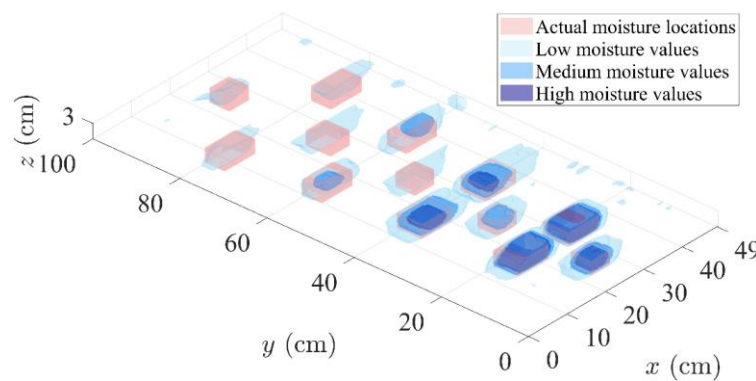 Actual moisture locations
Low moisture values
Medium moisture values
High moisture values
3
z (cm)
100
80
60
40
20
0
y (cm)
0
10
20
30
40
49
x (cm)